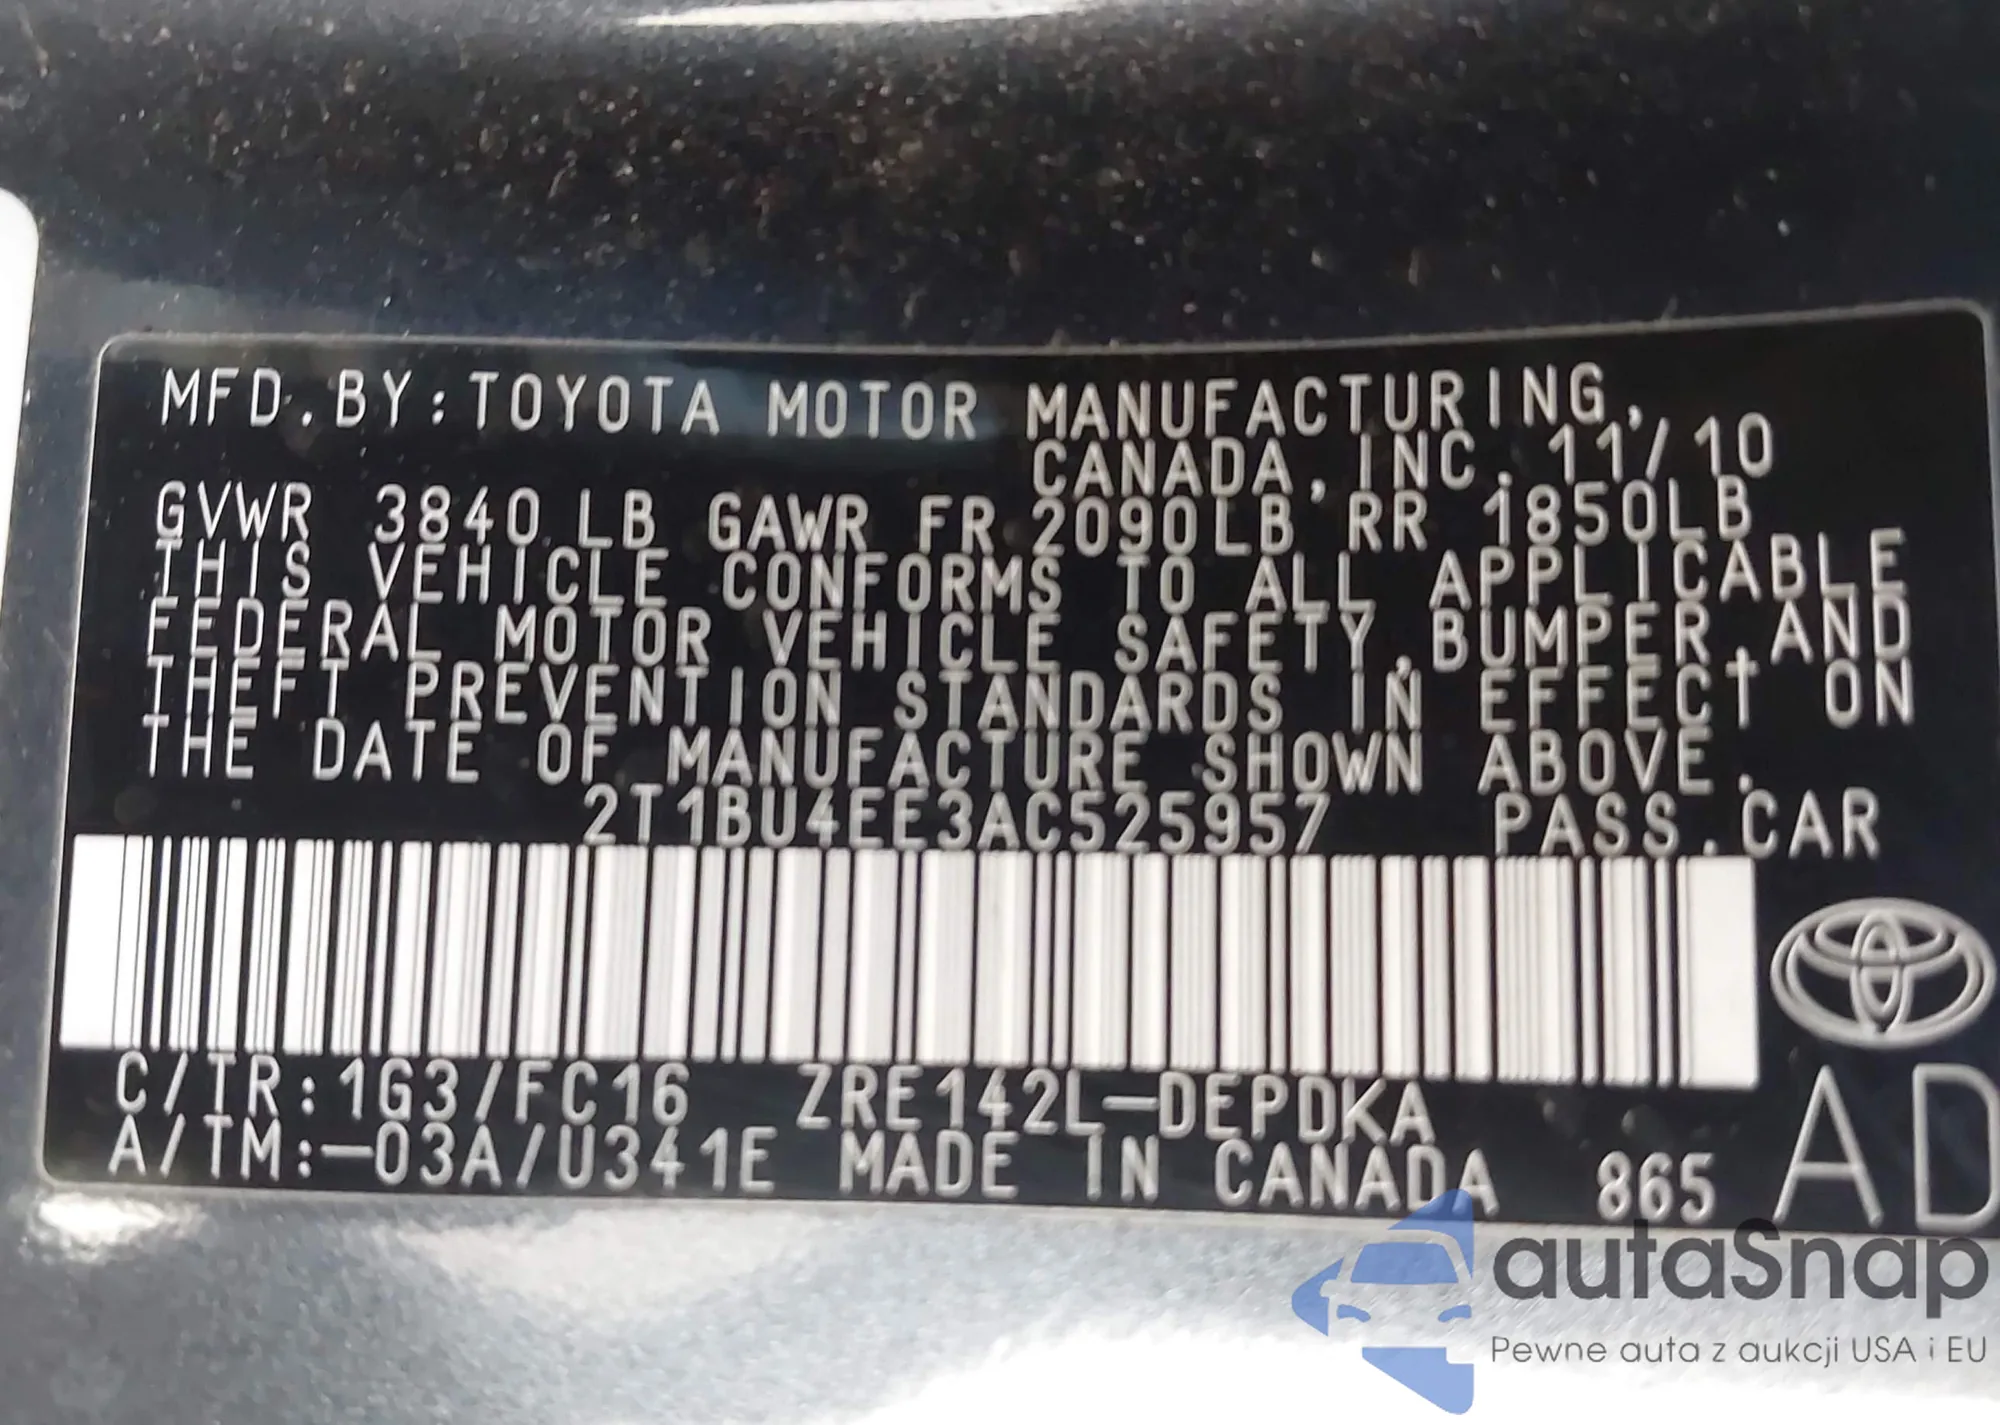 MFD.BY:TOYOTA MOTOR MANUFACTURING,
CANADA,INC. 11/10
GVWR 3840 LB GAWR FR 2090LB RR 1850LB
THIS VEHICLE CONFORMS TO ALL APPLICABLE
FEDERAL MOTOR VEHICLE SAFETY,BUMPER,AND
THEFT PREVENTION STANDARDS IN EFFECT ON
THE DATE OF MANUFACTURE SHOWN ABOVE.
2T1BU4EE3AC525957 PASS.CAR
C/TR:1G3/FC16 ZRE142L-DEPDKA
A/TM:-03A/U341E MADE IN CANADA 865 AD
autaSnap
Pewne auta z aukcji USA i EU